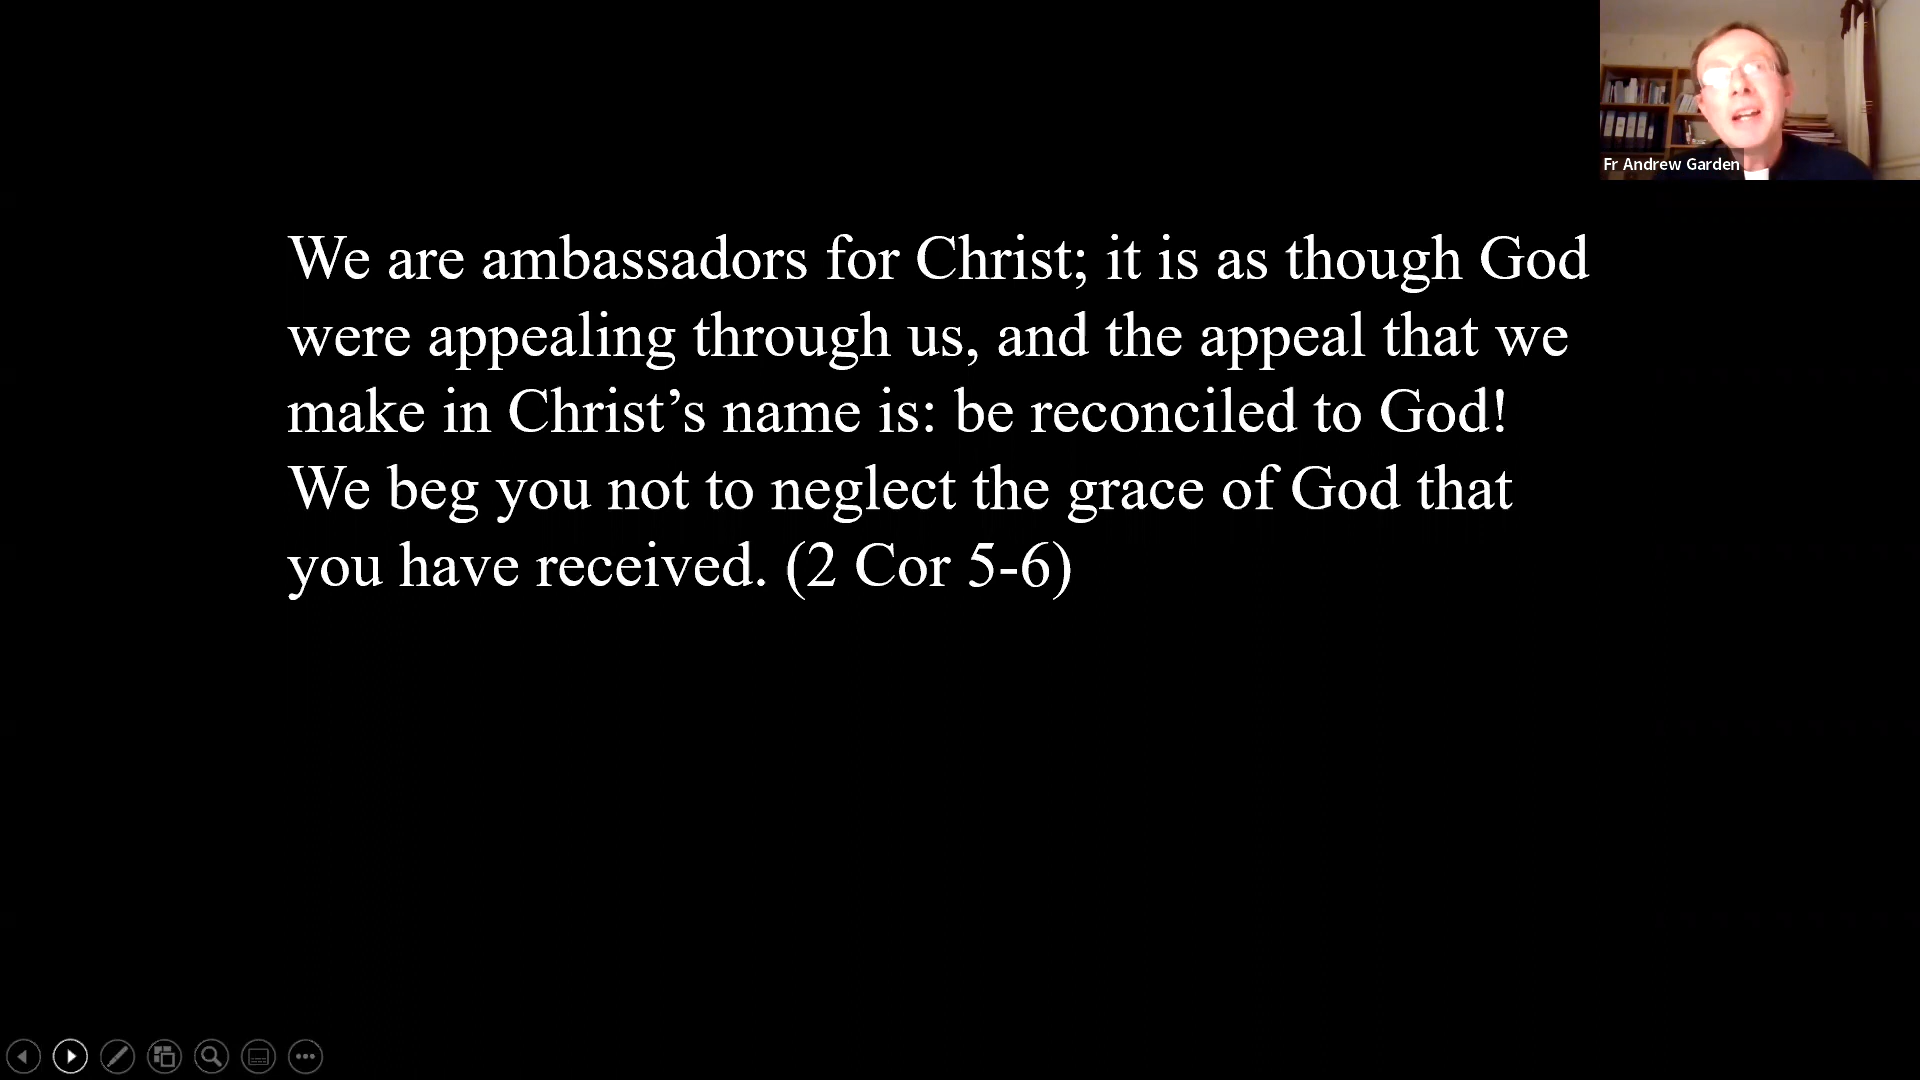 Fr Andrew Garden
We are ambassadors for Christ; it is as though God
were appealing through us, and the appeal that we
make in Christ’s name is: be reconciled to God!
We beg you not to neglect the grace of God that
you have received. (2 Cor 5-6)